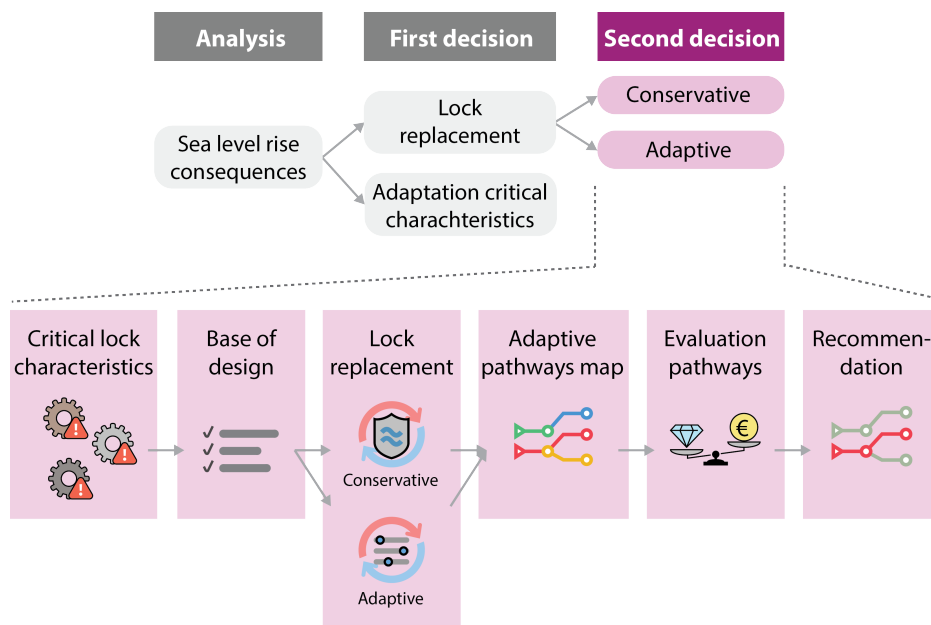 Analysis
First decision
Second decision
Sea level rise
consequences
Lock
replacement
Adaptation critical
charachteristics
Conservative
Adaptive
Critical lock
characteristics
Base of
design
Lock
replacement
Conservative
Adaptive
Adaptive
pathways map
Evaluation
pathways
€
Recommen-
dation